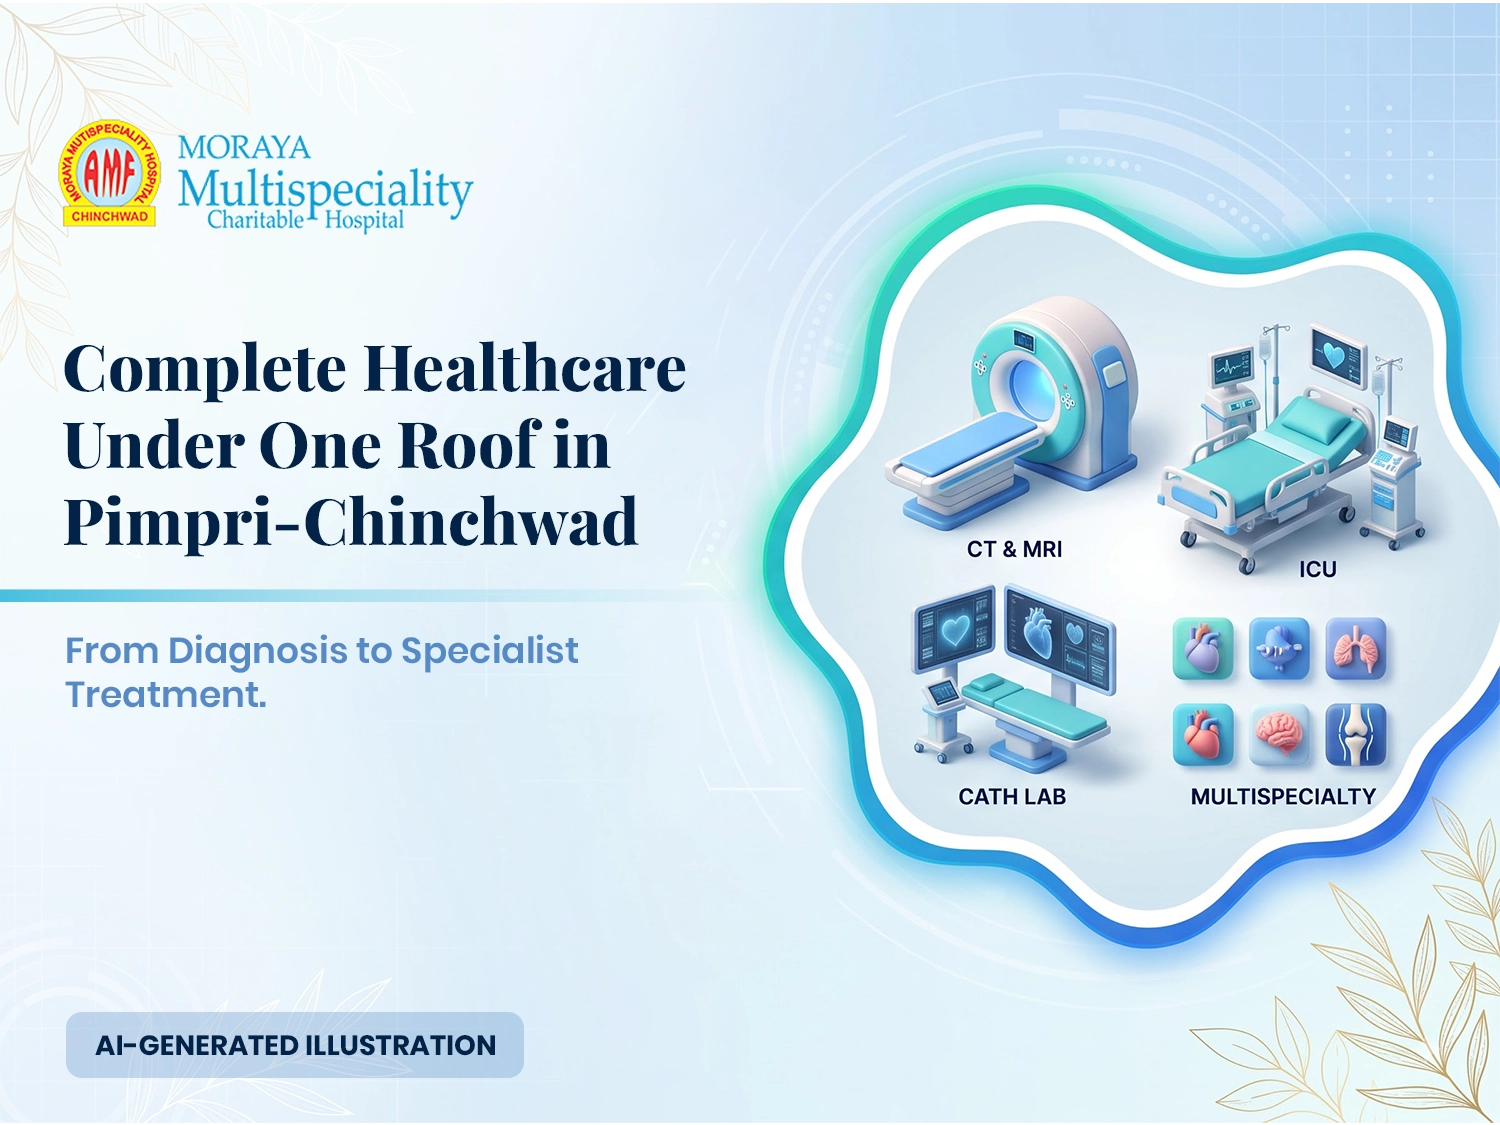 MORAYA MUTISPECIALITY HOSPITAL
AMF
CHINCHWAD
MORAYA
Multispeciality
Charitable Hospital
Complete Healthcare
Under One Roof in
Pimpri-Chinchwad
From Diagnosis to Specialist
Treatment.
CT & MRI
ICU
CATH LAB
MULTISPECIALTY
AI-GENERATED ILLUSTRATION